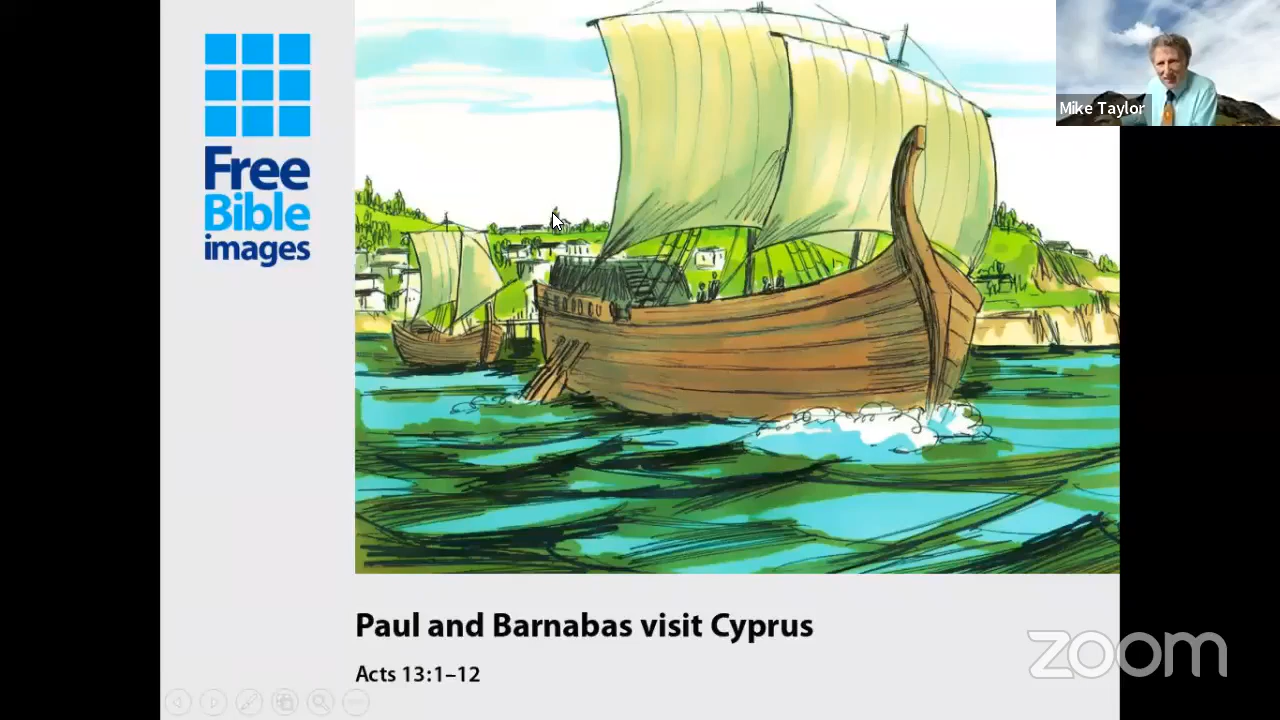 Free
Bible
images
Mike Taylor
Paul and Barnabas visit Cyprus
Acts 13:1–12
zoom